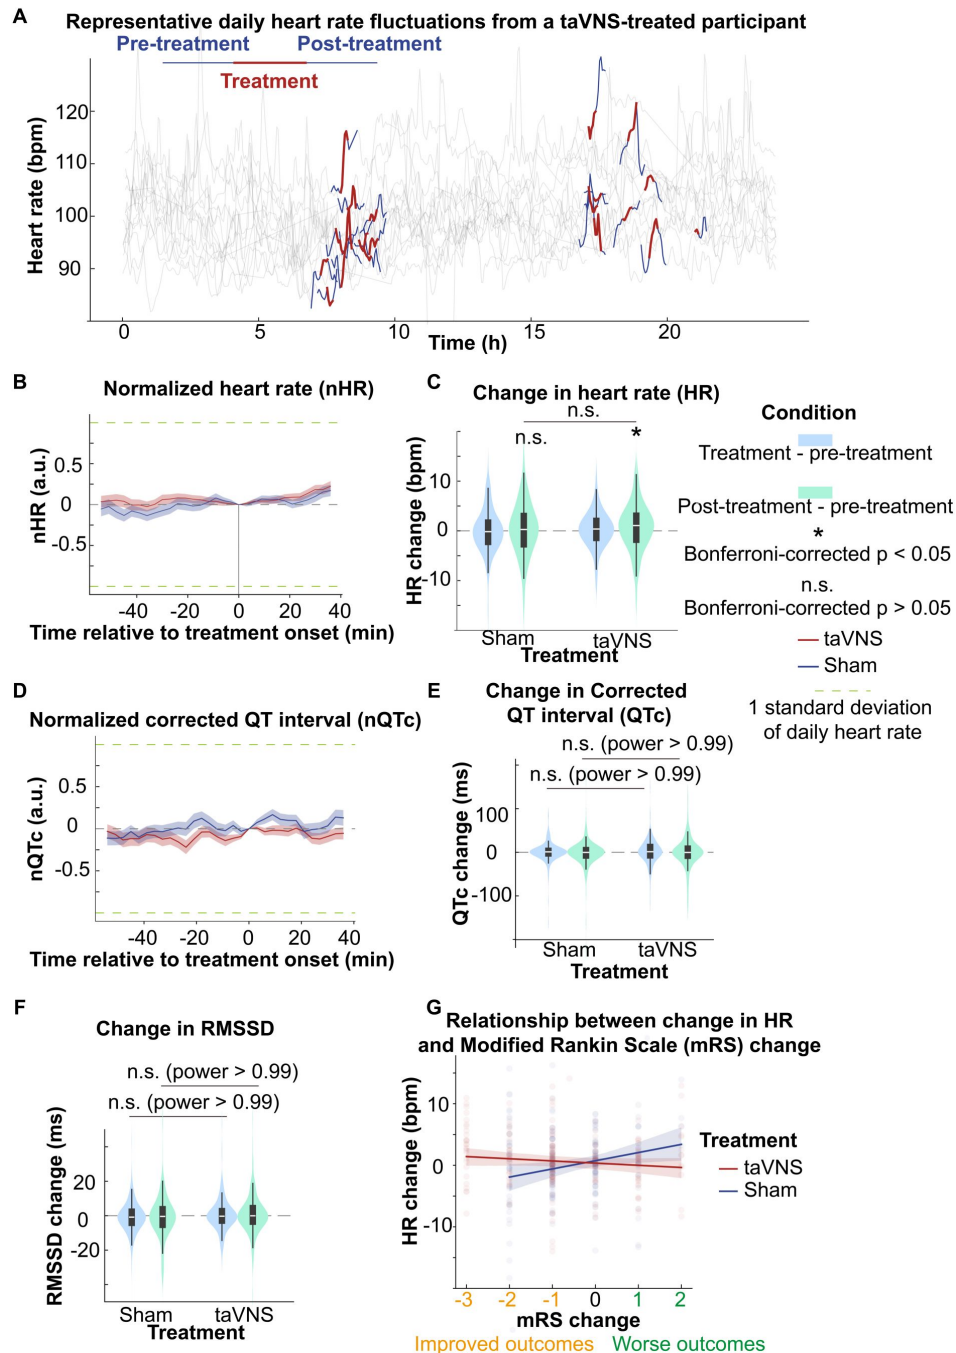 A
Representative daily heart rate fluctuations from a taVNS-treated participant
Pre-treatment
Post-treatment
Treatment
Heart rate (bpm)
120
110
100
90
0
5
10
15
20
Time (h)
B
Normalized heart rate (nHR)
nHR (a.u.)
0.5
0
-0.5
-40
-20
0
20
40
Time relative to treatment onset (min)
C
Change in heart rate (HR)
n.s.
n.s.
*
HR change (bpm)
10
0
-10
Sham
taVNS
Treatment
Condition
Treatment - pre-treatment
Post-treatment - pre-treatment
*
Bonferroni-corrected p < 0.05
n.s.
Bonferroni-corrected p > 0.05
taVNS
Sham
1 standard deviation
of daily heart rate
D
Normalized corrected QT interval (nQTc)
nQTc (a.u.)
0.5
0
-0.5
-40
-20
0
20
40
Time relative to treatment onset (min)
E
Change in Corrected
QT interval (QTc)
n.s. (power > 0.99)
n.s. (power > 0.99)
QTc change (ms)
100
0
-100
Sham
taVNS
Treatment
F
Change in RMSSD
n.s. (power > 0.99)
n.s. (power > 0.99)
RMSSD change (ms)
20
0
-20
Sham
taVNS
Treatment
G
Relationship between change in HR
and Modified Rankin Scale (mRS) change
HR change (bpm)
10
0
-10
-3
-2
-1
0
1
2
mRS change
Improved outcomes
Worse outcomes
Treatment
taVNS
Sham